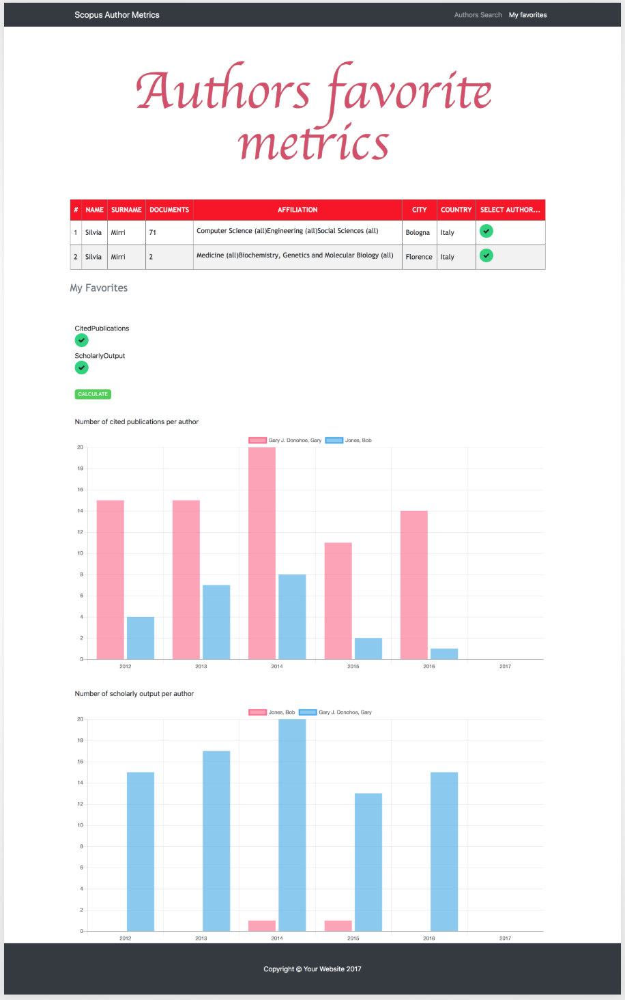 Scopus Author Metrics Authors Search My favorites
Authors favorite
metrics
# NAME SURNAME DOCUMENTS AFFILIATION CITY COUNTRY SELECT AUTHOR...
1 Silvia Mirri 71 Computer Science (all)Engineering (all)Social Sciences (all) Bologna Italy
2 Silvia Mirri 2 Medicine (all)Biochemistry, Genetics and Molecular Biology (all) Florence Italy
My Favorites
CitedPublications
ScholarlyOutput
CALCULATE
Number of cited publications per author
Gary J. Donohoe, Gary Jones, Bob
20
18
16
14
12
10
8
6
4
2
0
2012 2013 2014 2015 2016 2017
Number of scholarly output per author
Jones, Bob Gary J. Donohoe, Gary
20
18
16
14
12
10
8
6
4
2
0
2012 2013 2014 2015 2016 2017
Copyright © Your Website 2017